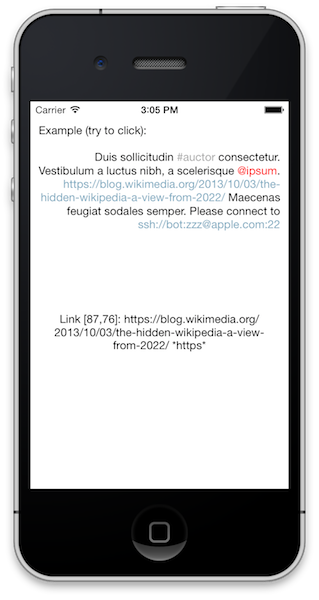 Carrier 3:05 PM
Example (try to click):
Duis sollicitudin #auctor consectetur.
Vestibulum a luctus nibh, a scelerisque @ipsum.
https://blog.wikimedia.org/2013/10/03/the-
hidden-wikipedia-a-view-from-2022/ Maecenas
feugiat sodales semper. Please connect to
ssh://bot:zzz@apple.com:22
Link [87,76]: https://blog.wikimedia.org/
2013/10/03/the-hidden-wikipedia-a-view-
from-2022/ "https"